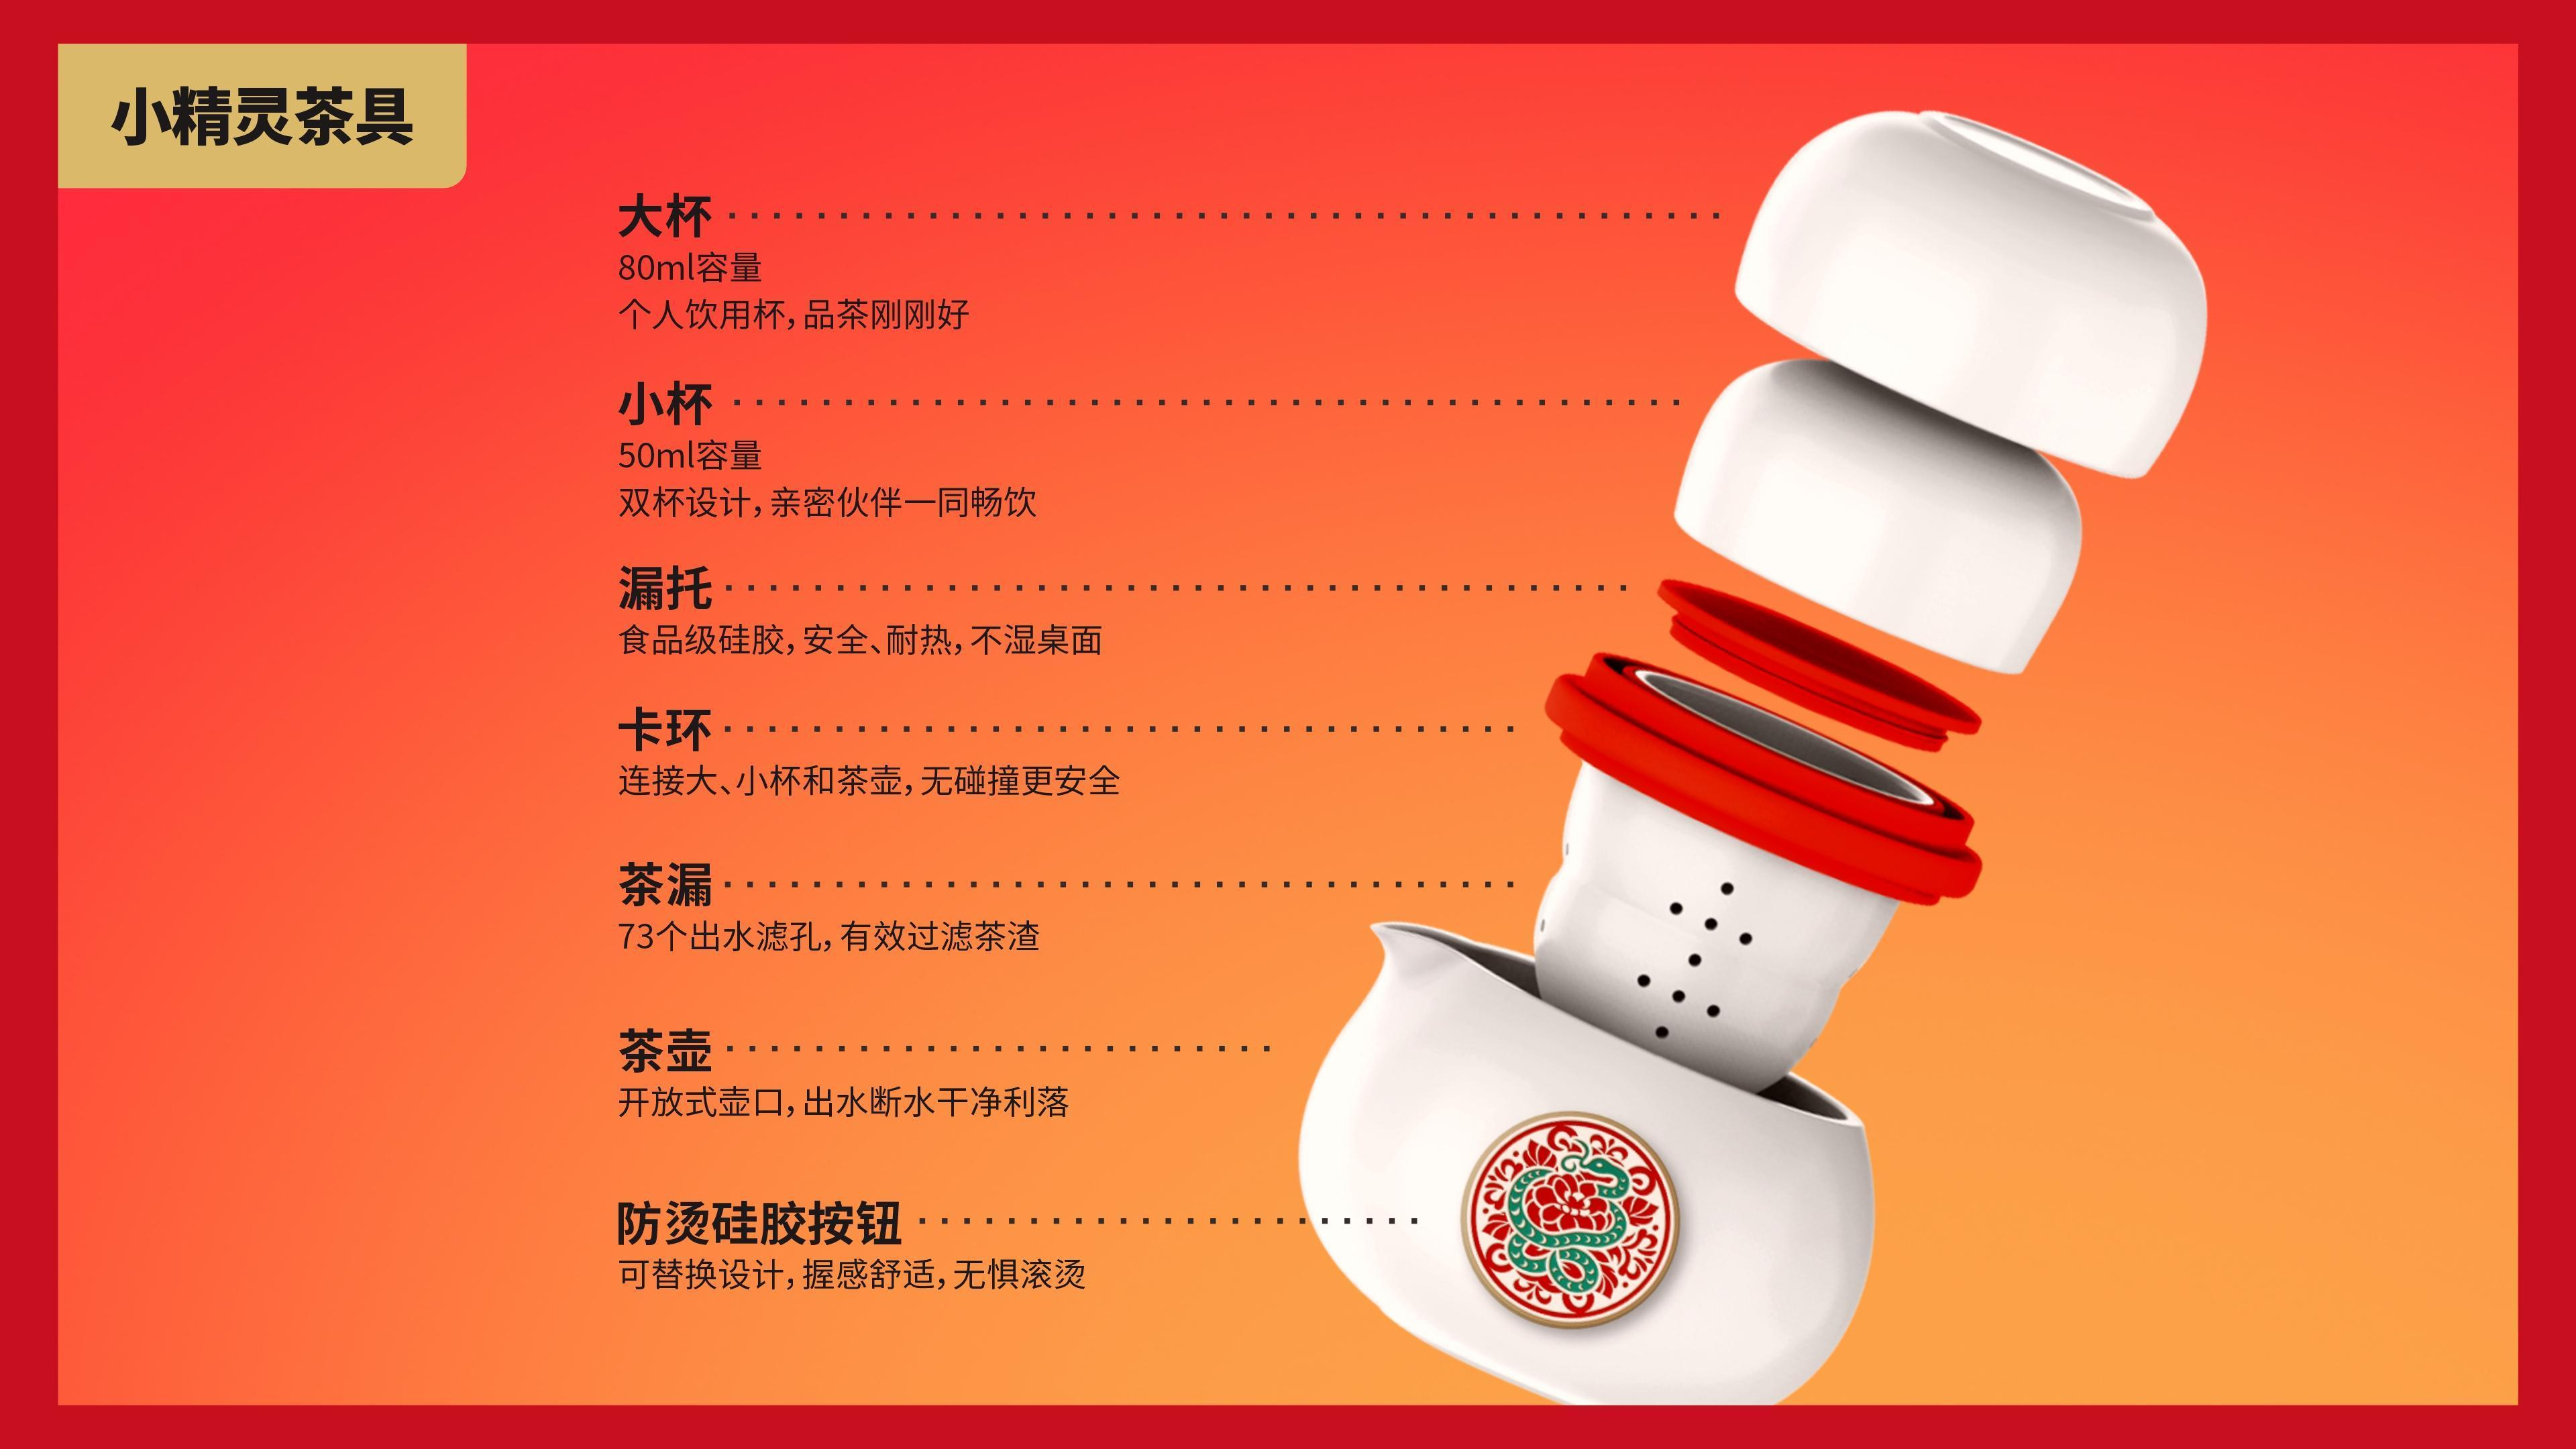 小精灵茶具
大杯
80ml容量
个人饮用杯，品茶刚刚好
小杯
50ml容量
双杯设计，亲密伙伴一同畅饮
漏托
食品级硅胶，安全、耐热，不湿桌面
卡环
连接大、小杯和茶壶，无碰撞更安全
茶漏
73个出水滤孔，有效过滤茶渣
茶壶
开放式壶口，出水断水干净利落
防烫硅胶按钮
可替换设计，握感舒适，无惧滚烫